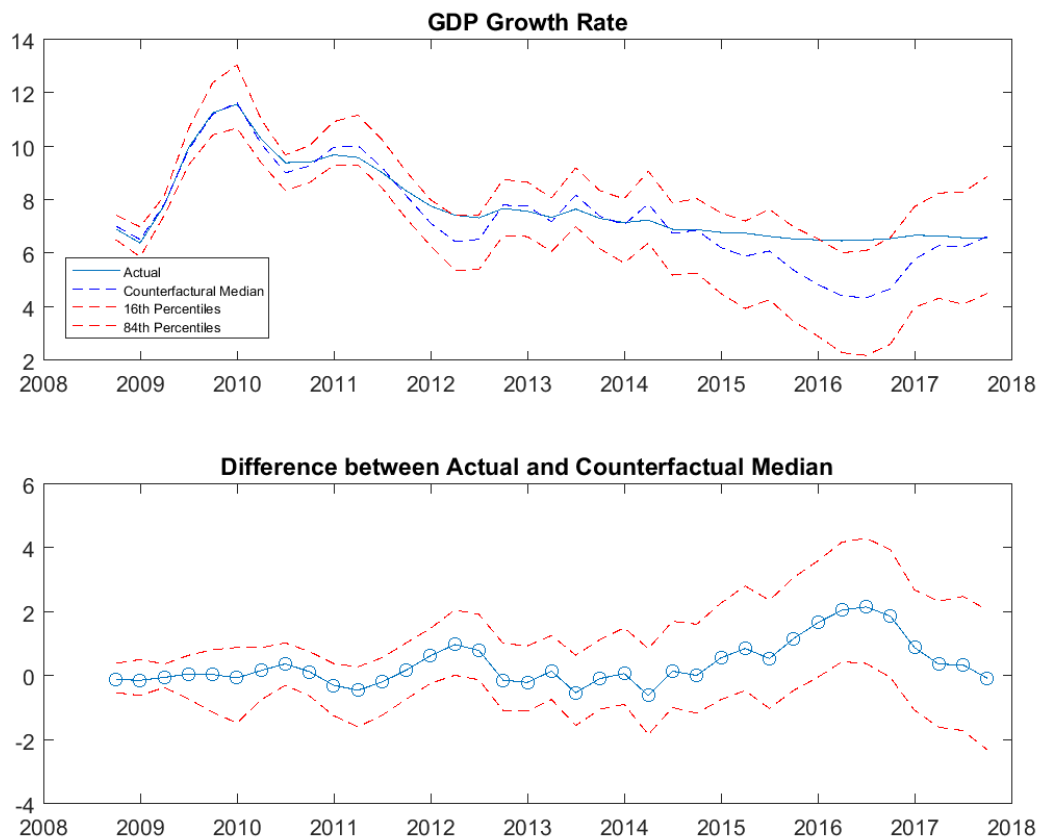 GDP Growth Rate
14
12
10
8
6
4
2
Actual
Counterfactural Median
16th Percentiles
84th Percentiles
2008 2009 2010 2011 2012 2013 2014 2015 2016 2017 2018
Difference between Actual and Counterfactual Median
6
4
2
0
-2
-4
2008 2009 2010 2011 2012 2013 2014 2015 2016 2017 2018